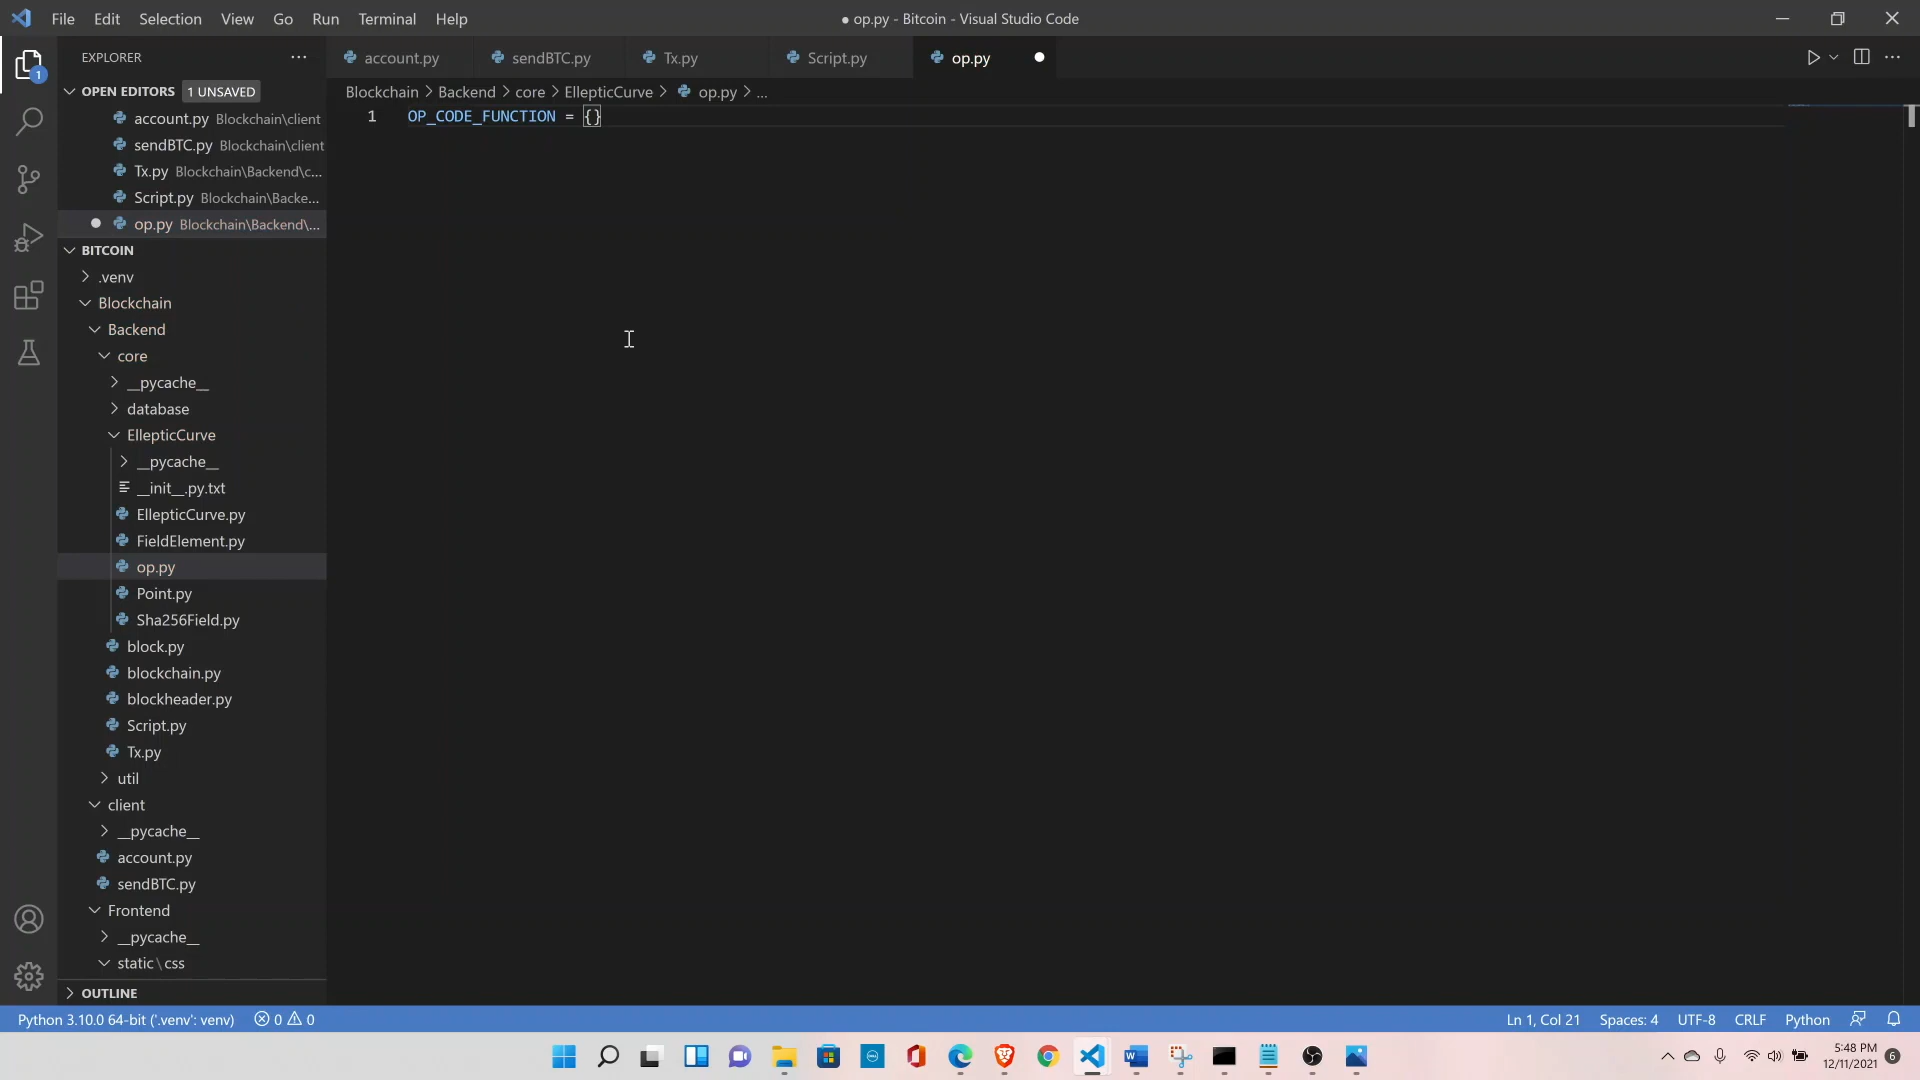 File Edit Selection View Go Run Terminal Help
● op.py - Bitcoin - Visual Studio Code
EXPLORER
account.py sendBTC.py Tx.py Script.py op.py
OPEN EDITORS 1 UNSAVED
Blockchain > Backend > core > EllepticCurve > op.py > ...
1 OP_CODE_FUNCTION = {}
account.py Blockchain\client
sendBTC.py Blockchain\client
Tx.py Blockchain\Backend\c...
Script.py Blockchain\Backe...
op.py Blockchain\Backend\...
BITCOIN
.venv
Blockchain
Backend
core
__pycache__
database
EllepticCurve
__pycache__
__init__.py.txt
EllepticCurve.py
FieldElement.py
op.py
Point.py
Sha256Field.py
block.py
blockchain.py
blockheader.py
Script.py
Tx.py
util
client
__pycache__
account.py
sendBTC.py
Frontend
__pycache__
static\css
OUTLINE
1
Python 3.10.0 64-bit ('.venv': venv) 0 0
Ln 1, Col 21 Spaces: 4 UTF-8 CRLF Python
5:48 PM
12/11/2021
6